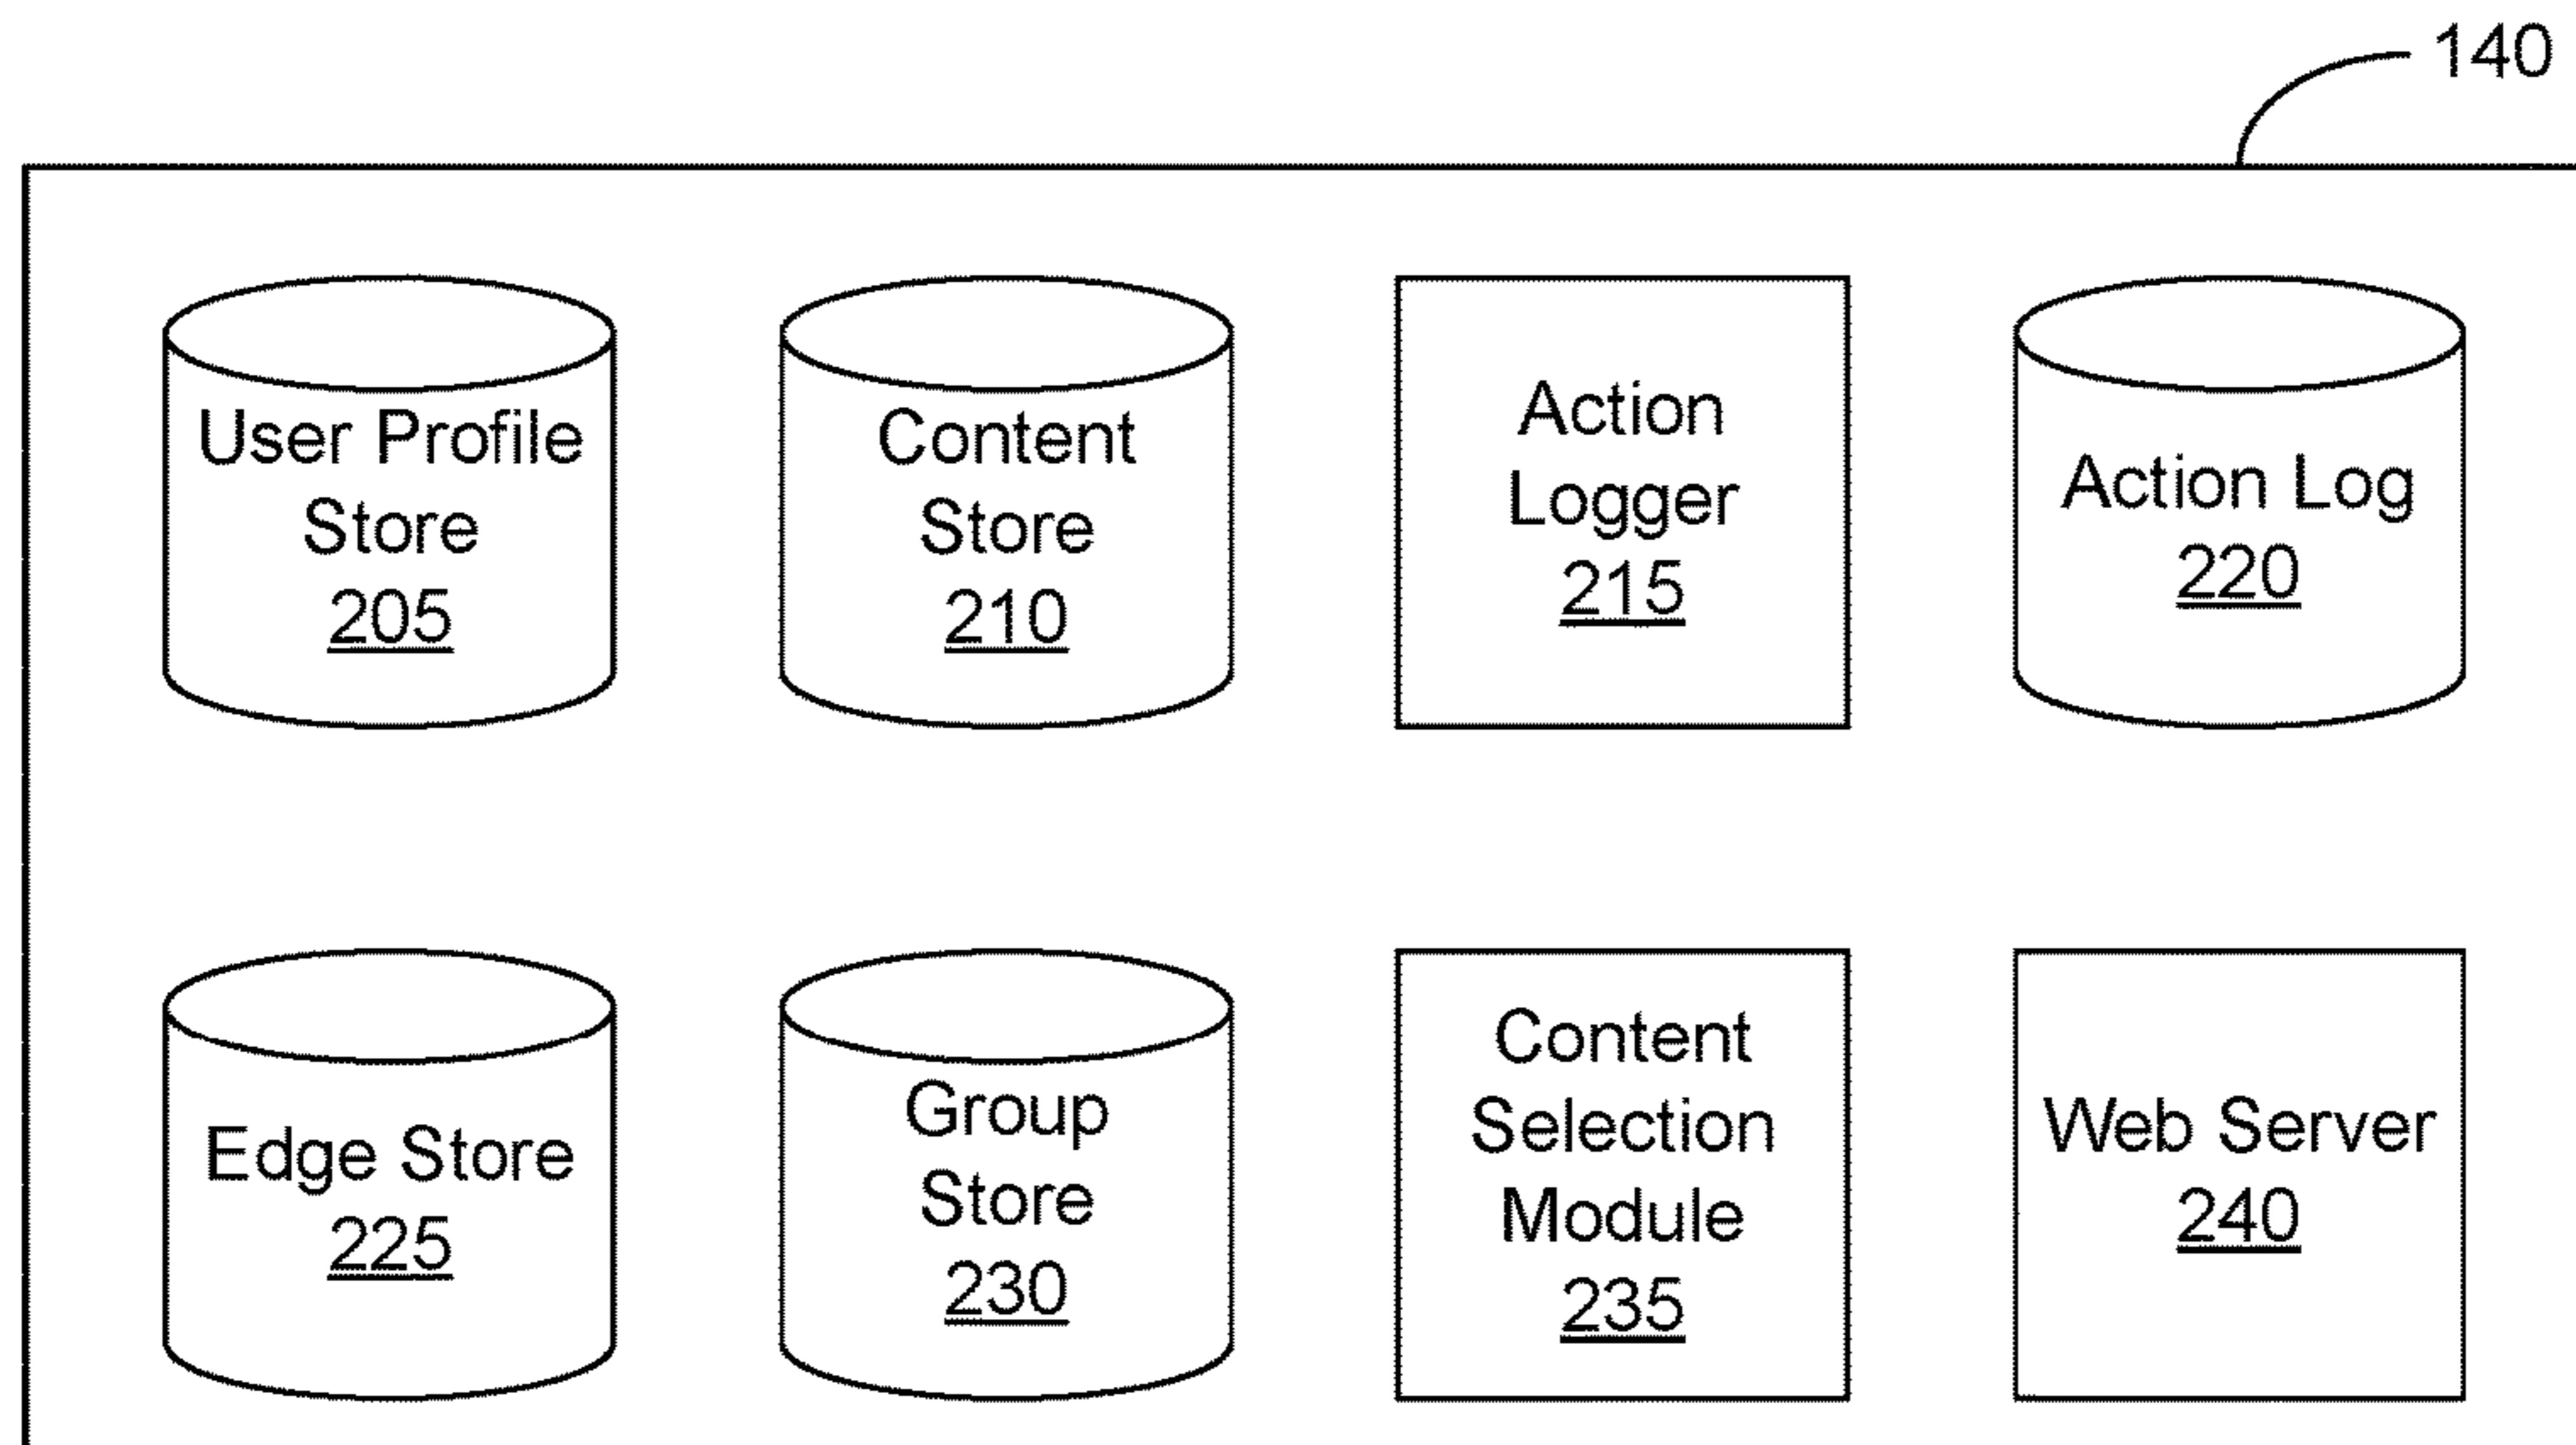 140
User Profile
Store
205
Content
Store
210
Action
Logger
215
Action Log
220
Edge Store
225
Group
Store
230
Content
Selection
Module
235
Web Server
240